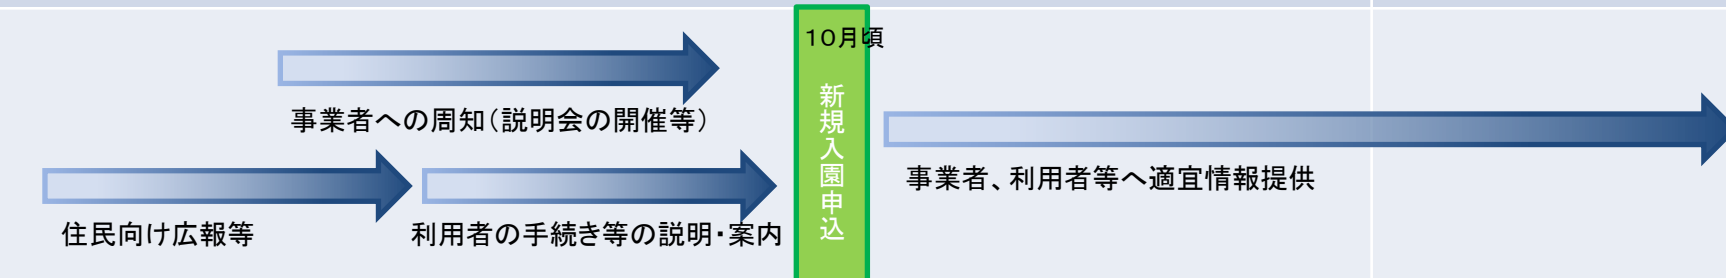 10月頃
新規入園申込
事業者への周知(説明会の開催等)
事業者、利用者等へ適宜情報提供
住民向け広報等
利用者の手続き等の説明・案内